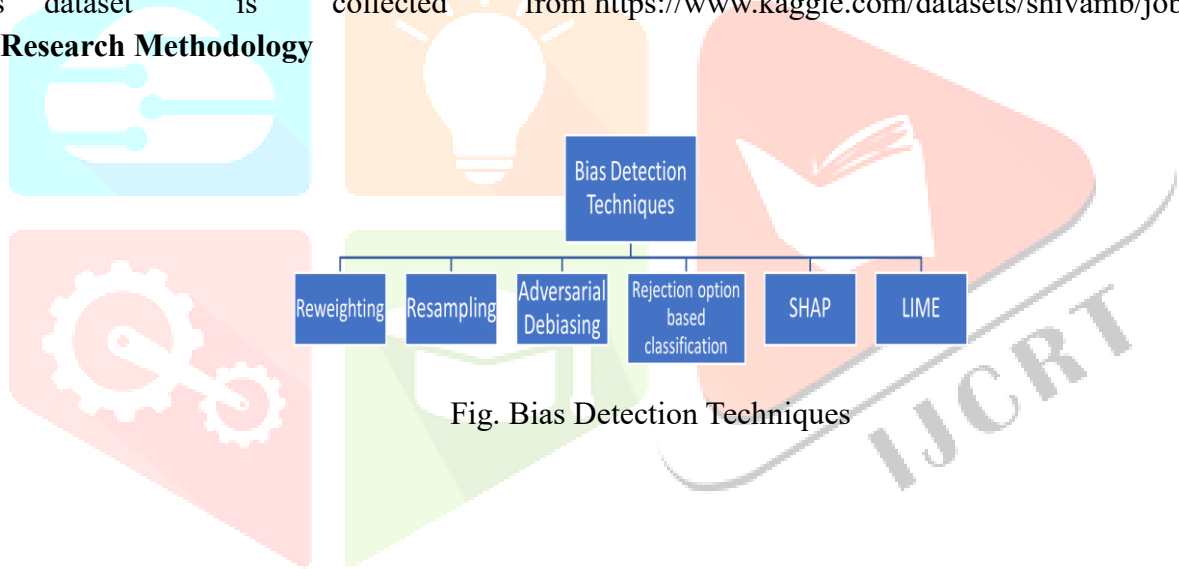 dataset is collected from https://www.kaggle.com/datasets/shivamb/job
Research Methodology
Bias Detection
Techniques
Reweighting
Resampling
Adversarial
Debiasing
Rejection option
based
classification
SHAP
LIME
Fig. Bias Detection Techniques
IJCRT